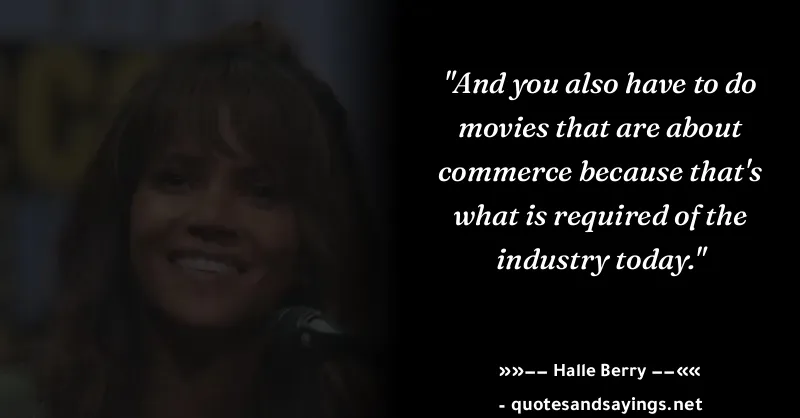 "And you also have to do
movies that are about
commerce because that's
what is required of the
industry today."
»»–– Halle Berry ––««
- quotesandsayings.net